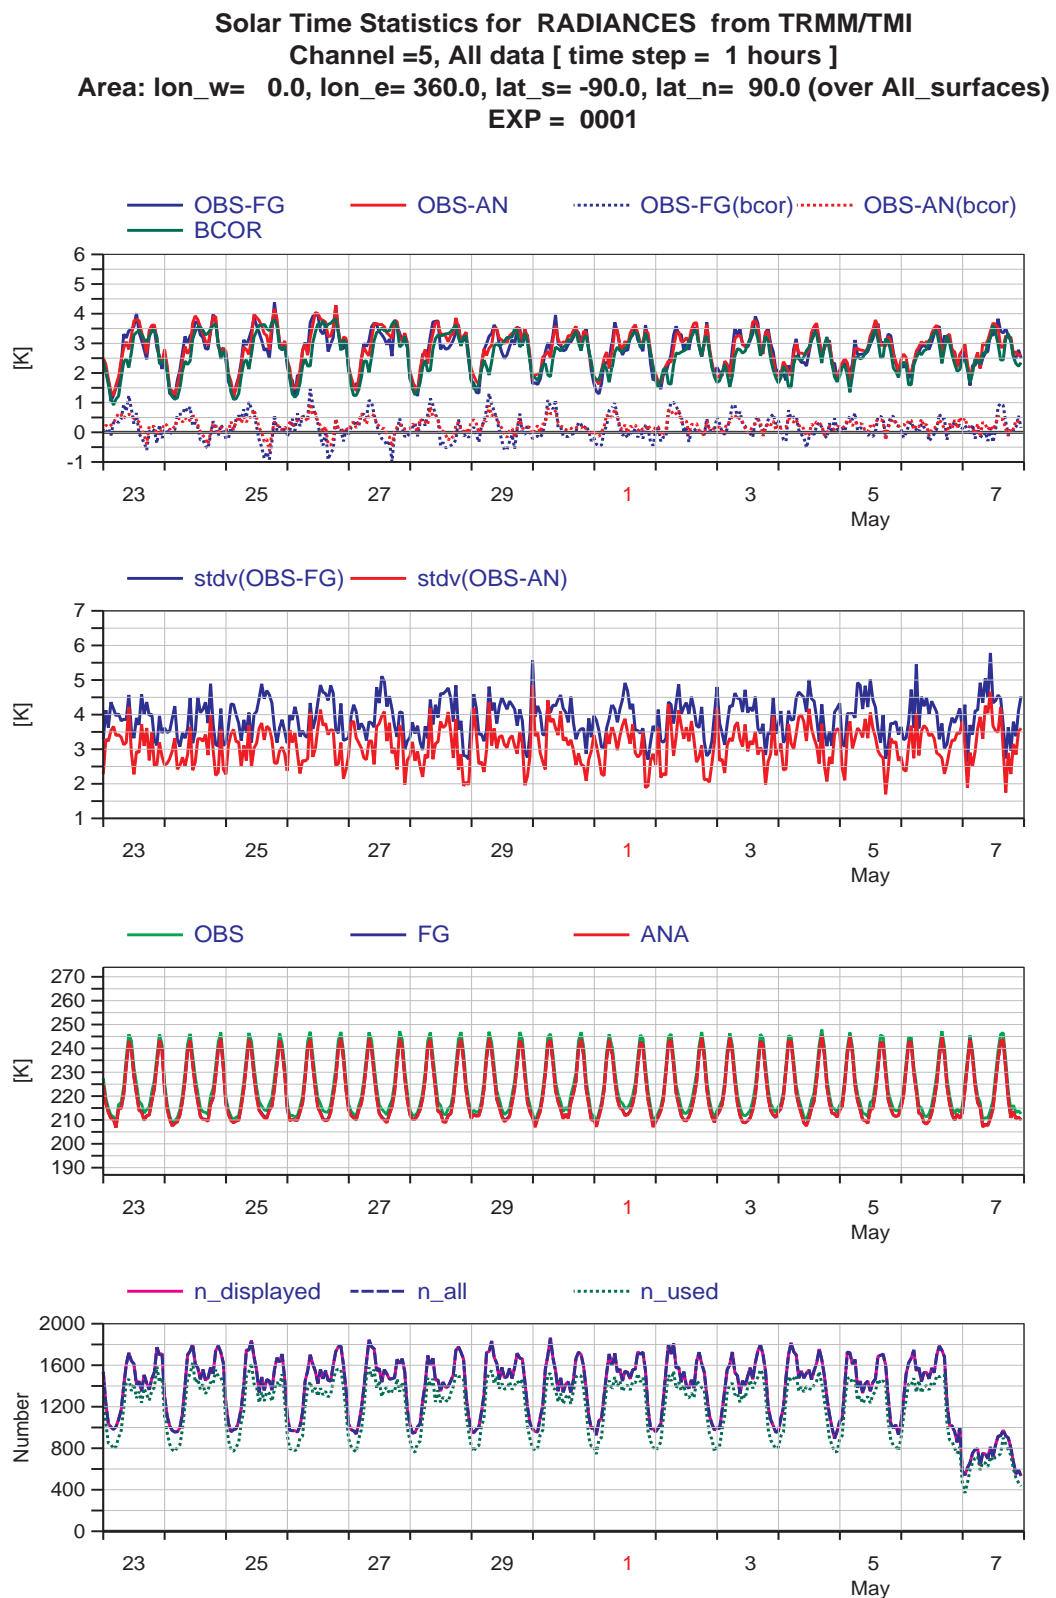 Solar Time Statistics for RADIANCES from TRMM/TMI
Channel =5, All data [ time step = 1 hours ]
Area: lon_w= 0.0, lon_e= 360.0, lat_s= -90.0, lat_n= 90.0 (over All_surfaces)
EXP = 0001
OBS-FG OBS-AN OBS-FG(bcor) OBS-AN(bcor)
BCOR
6
5
4
3
2
1
0
-1
[K]
23 25 27 29 1 3 5 7
May
stdv(OBS-FG) stdv(OBS-AN)
7
6
5
4
3
2
1
[K]
23 25 27 29 1 3 5 7
May
OBS FG ANA
270
260
250
240
230
220
210
200
190
[K]
23 25 27 29 1 3 5 7
May
n_displayed n_all n_used
2000
1600
1200
800
400
0
Number
23 25 27 29 1 3 5 7
May